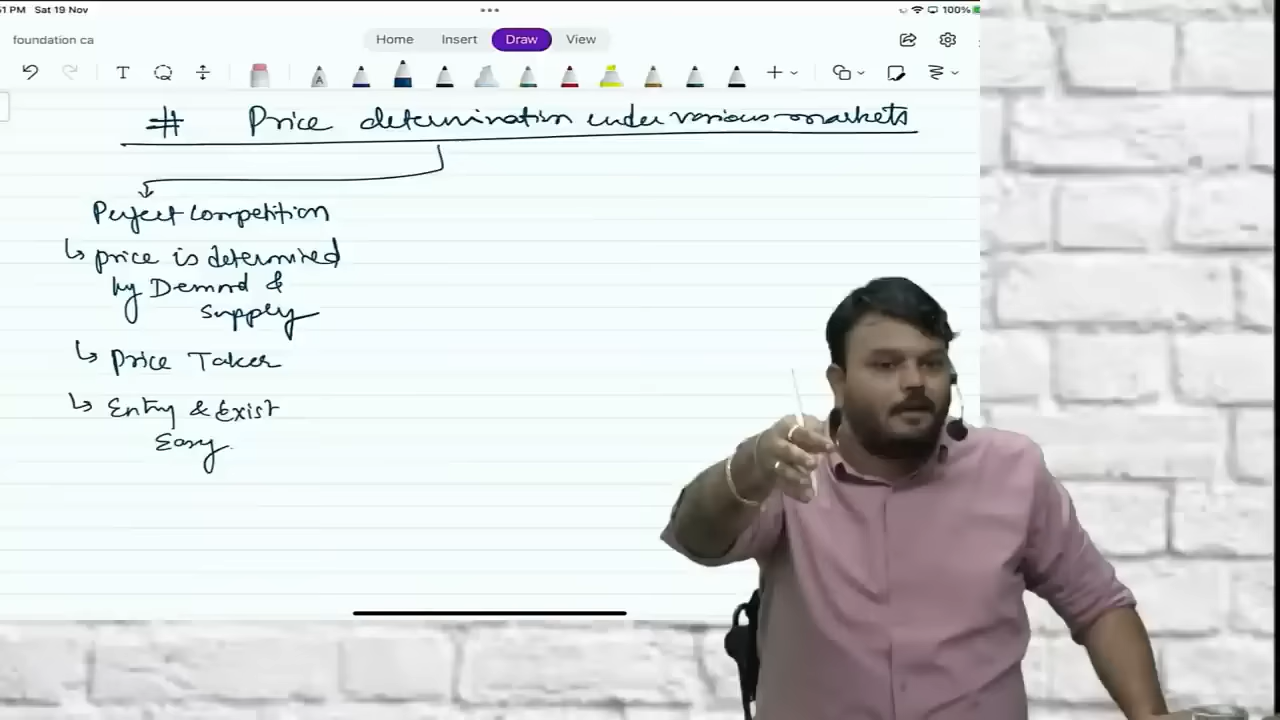 51 PM Sat 19 Nov
100%
foundation ca
Home Insert Draw View
T
A
# Price determination under various markets
Perfect Competition
↳ price is determined
by Demand &
supply
↳ Price Taker
↳ Entry & Exist
Easy